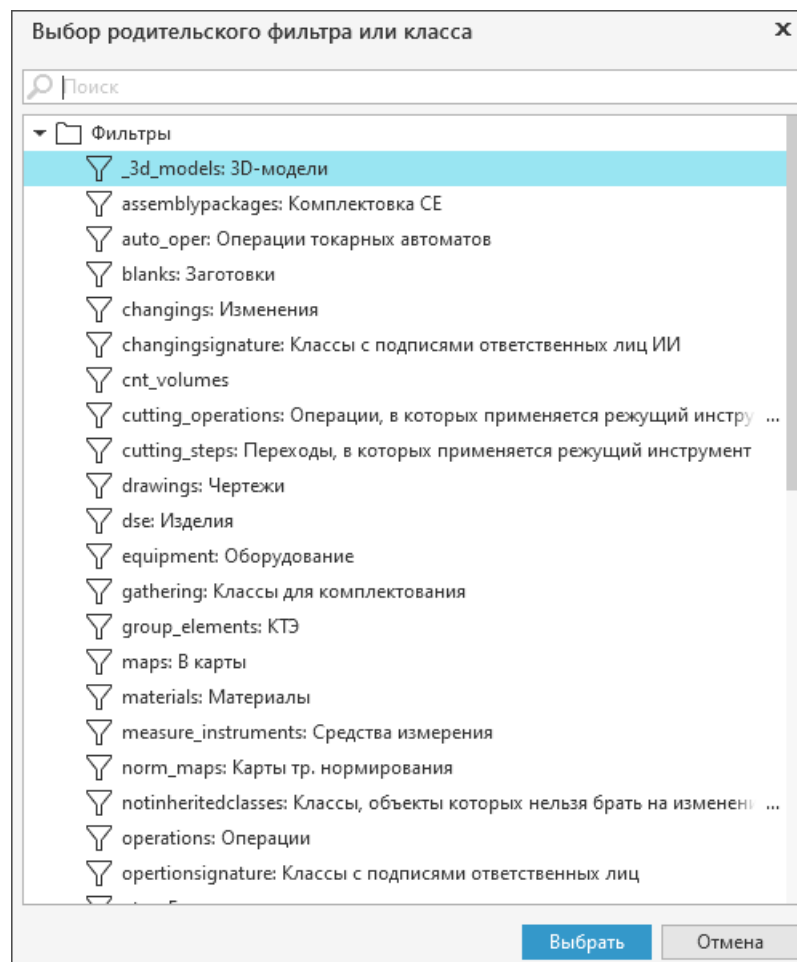 Выбор родительского фильтра или класса
Поиск
Фильтры
_3d_models: 3D-модели
assemblypackages: Комплектовка СЕ
auto_oper: Операции токарных автоматов
blanks: Заготовки
changings: Изменения
changingsignature: Классы с подписями ответственных лиц ИИ
cnt_volumes
cutting_operations: Операции, в которых применяется режущий инстру ...
cutting_steps: Переходы, в которых применяется режущий инструмент
drawings: Чертежи
dse: Изделия
equipment: Оборудование
gathering: Классы для комплектования
group_elements: КТЭ
maps: В карты
materials: Материалы
measure_instruments: Средства измерения
norm_maps: Карты тр. нормирования
notinheritedclasses: Классы, объекты которых нельзя брать на изменени ...
operations: Операции
opertionsignature: Классы с подписями ответственных лиц
Выбрать Отмена